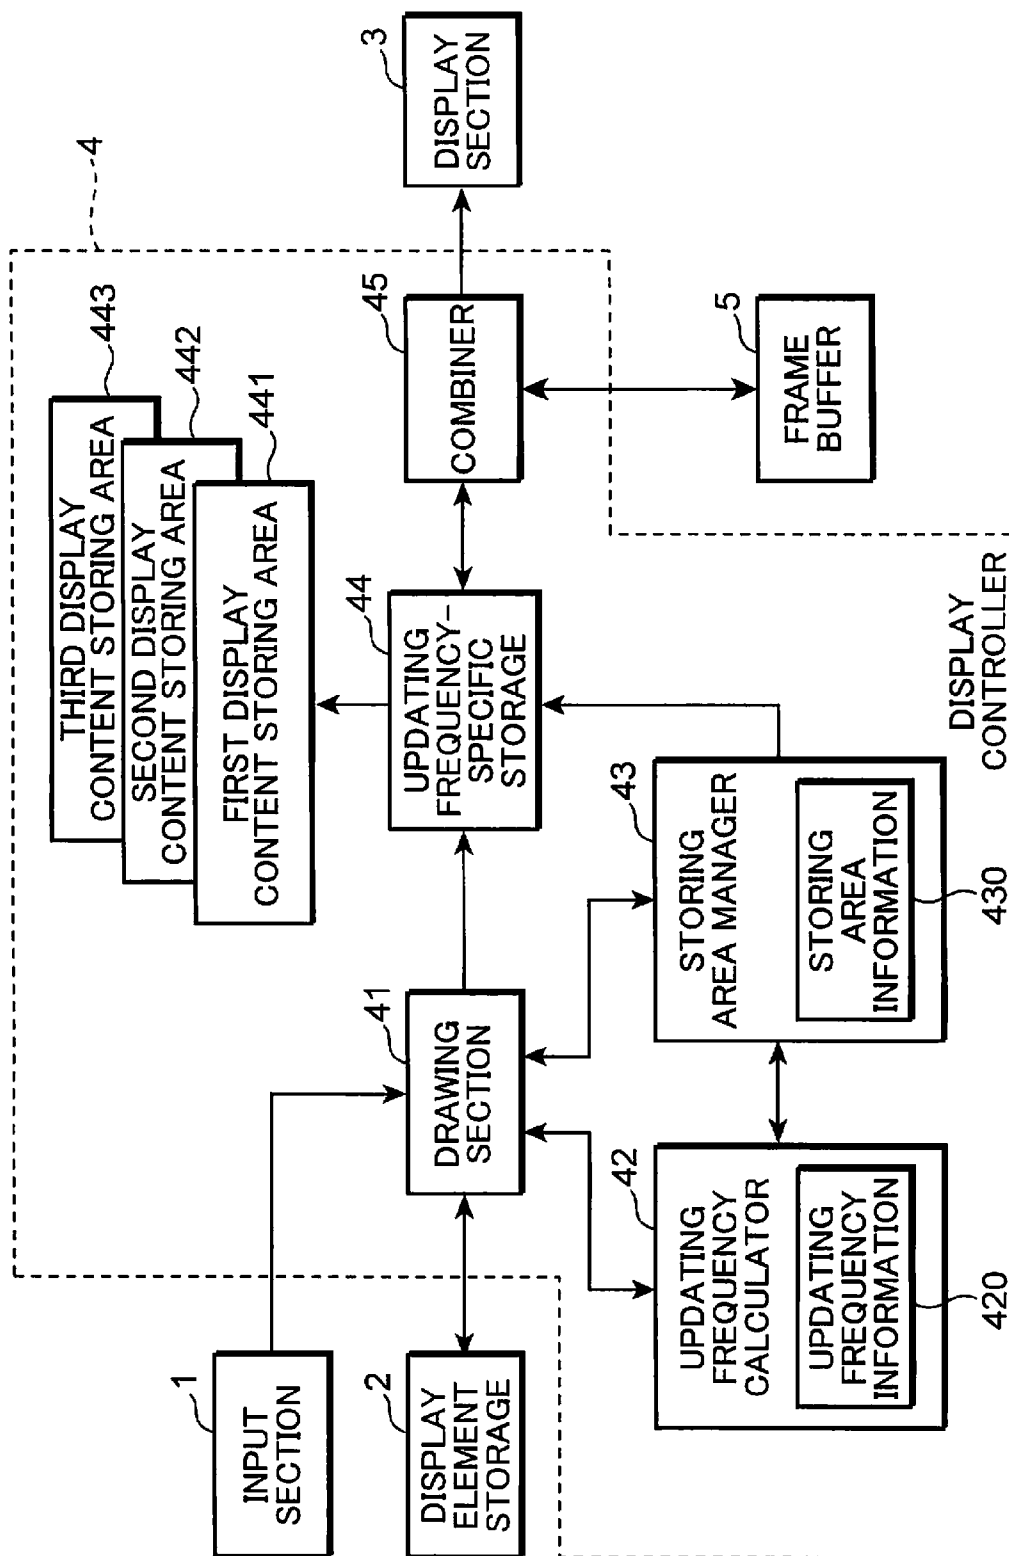 1
INPUT
SECTION
2
DISPLAY
ELEMENT
STORAGE
41
DRAWING
SECTION
42
UPDATING
FREQUENCY
CALCULATOR
UPDATING
FREQUENCY
INFORMATION
420
43
STORING
AREA MANAGER
STORING
AREA
INFORMATION
430
44
UPDATING
FREQUENCY-
SPECIFIC
STORAGE
THIRD DISPLAY
CONTENT STORING AREA
443
SECOND DISPLAY
CONTENT STORING AREA
442
FIRST DISPLAY
CONTENT STORING AREA
441
45
COMBINER
4
3
DISPLAY
SECTION
5
FRAME
BUFFER
DISPLAY
CONTROLLER